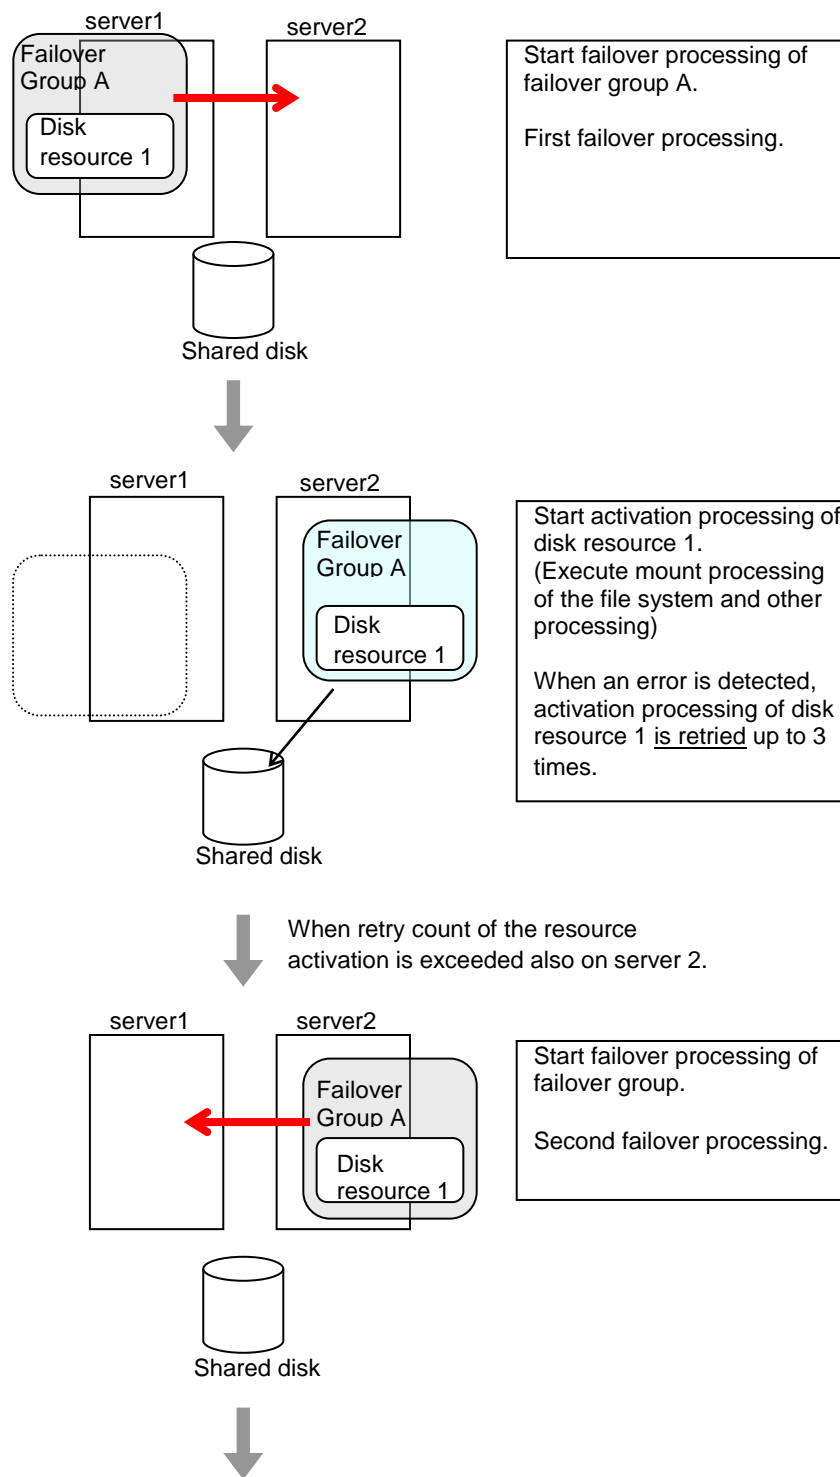 server1
server2
Failover
Group A
Disk
resource 1
Shared disk
Start failover processing of
failover group A.
First failover processing.
server1
server2
Failover
Group A
Disk
resource 1
Shared disk
Start activation processing of
disk resource 1.
(Execute mount processing
of the file system and other
processing)
When an error is detected,
activation processing of disk
resource 1 is retried up to 3
times.
When retry count of the resource
activation is exceeded also on server 2.
server1
server2
Failover
Group A
Disk
resource 1
Shared disk
Start failover processing of
failover group.
Second failover processing.